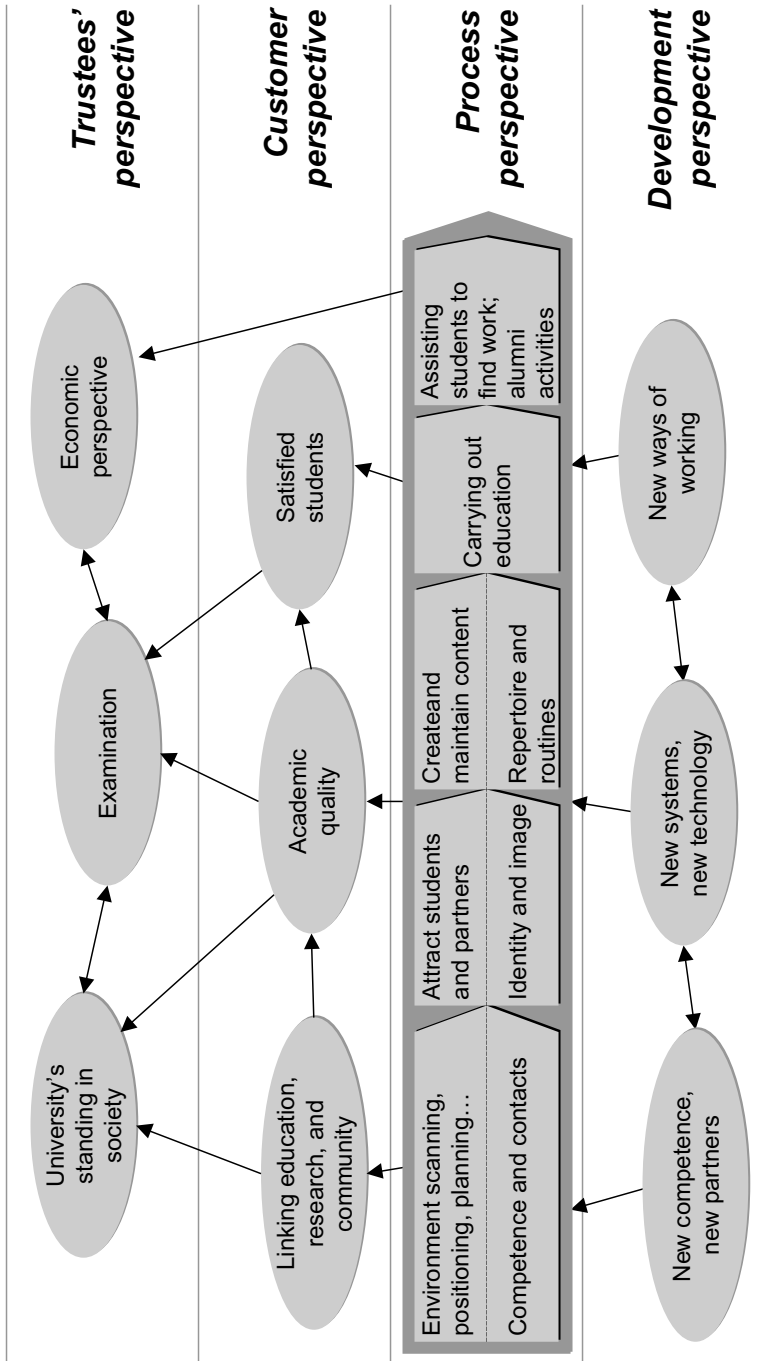 University's
standing in
society
Examination
Economic
perspective
Trustees'
perspective
Linking education,
research, and
community
Academic
quality
Satisfied
students
Customer
perspective
Environment scanning,
positioning, planning…
Competence and contacts
Attract students
and partners
Identity and image
Createand
maintain content
Repertoire and
routines
Carrying out
education
Assisting
students to
find work;
alumni
activities
Process
perspective
New competence,
new partners
New systems,
new technology
New ways of
working
Development
perspective